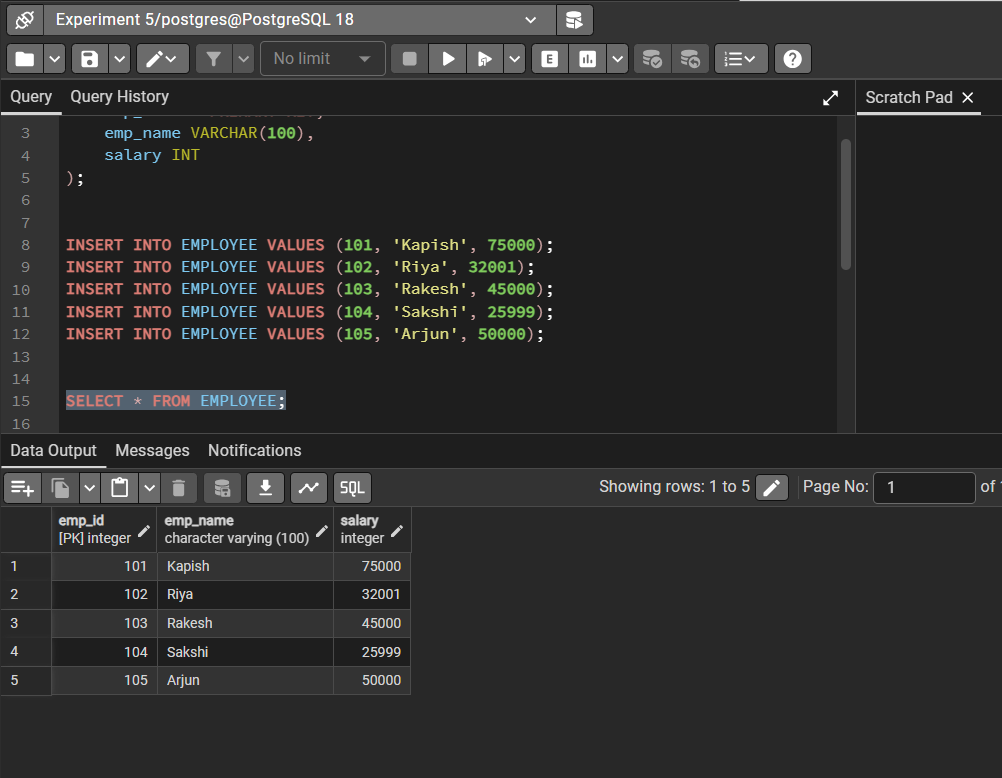 Experiment 5/postgres@PostgreSQL 18
No limit
E
Query Query History
Scratch Pad
3 emp_name VARCHAR(100),
4 salary INT
5 );
6
7
8 INSERT INTO EMPLOYEE VALUES (101, 'Kapish', 75000);
9 INSERT INTO EMPLOYEE VALUES (102, 'Riya', 32001);
10 INSERT INTO EMPLOYEE VALUES (103, 'Rakesh', 45000);
11 INSERT INTO EMPLOYEE VALUES (104, 'Sakshi', 25999);
12 INSERT INTO EMPLOYEE VALUES (105, 'Arjun', 50000);
13
14
15 SELECT * FROM EMPLOYEE;
16
Data Output Messages Notifications
SQL Showing rows: 1 to 5 Page No: 1 of
emp_id emp_name salary
[PK] integer character varying (100) integer
1 101 Kapish 75000
2 102 Riya 32001
3 103 Rakesh 45000
4 104 Sakshi 25999
5 105 Arjun 50000